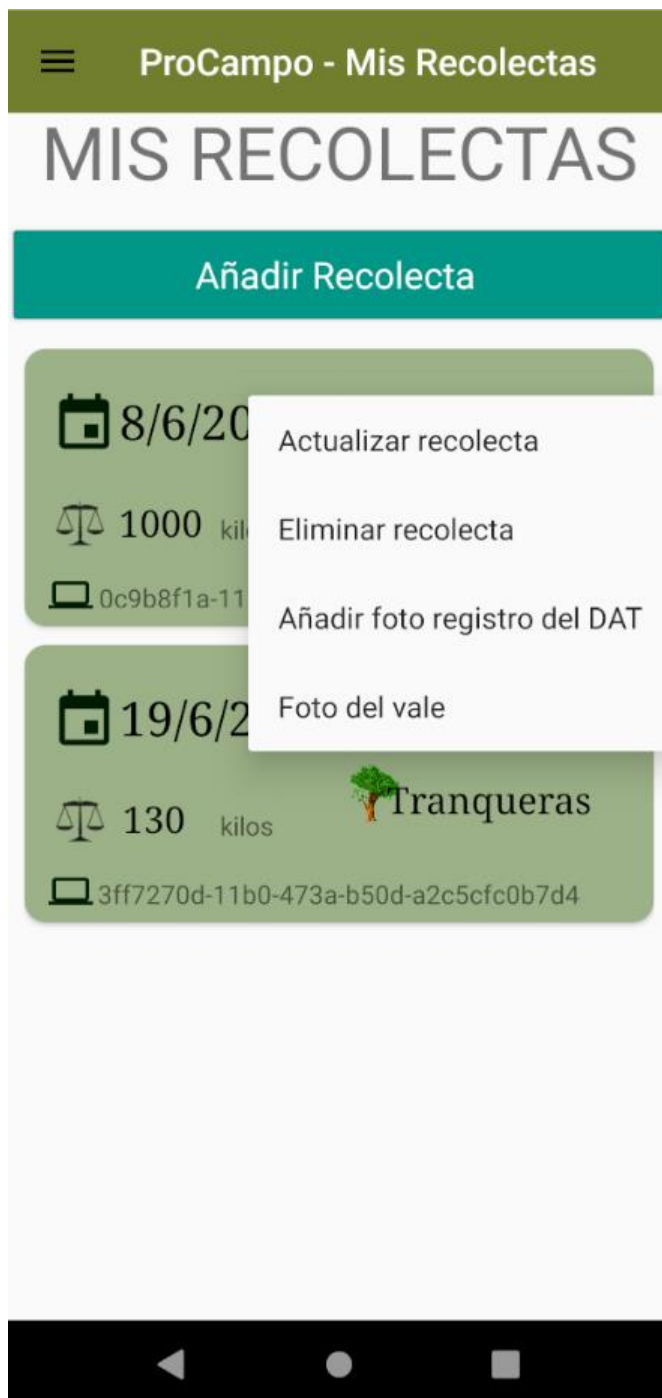 ProCampo - Mis Recolectas
MIS RECOLECTAS
Añadir Recolecta
8/6/20
Actualizar recolecta
1000 kil
Eliminar recolecta
0c9b8f1a-11
Añadir foto registro del DAT
19/6/2
Foto del vale
Tranqueras
130 kilos
3ff7270d-11b0-473a-b50d-a2c5cfc0b7d4